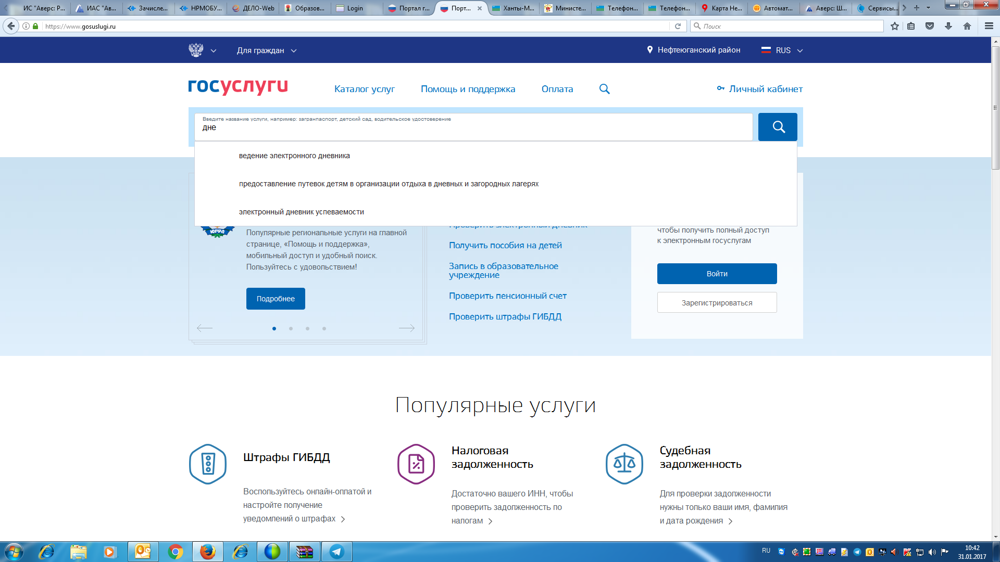 ИС "Аверс: Р...
ИАС "Ав...
Зачисле...
НРМОБУ...
ДЕЛО-Web
Образов...
Login
Портал г...
Порт...
Ханты-М...
Министе...
Телефон...
Телефон...
Карта Не...
Автомат...
Аверс: Ш...
Сервисы...
https://www.gosuslugi.ru
Поиск
Для граждан
Нефтеюганский район
RUS
госуслуги
Каталог услуг
Помощь и поддержка
Оплата
Личный кабинет
Введите название услуги, например: загранпаспорт, детский сад, водительское удостоверение
дне
ведение электронного дневника
предоставление путевок детям в организации отдыха в дневных и загородных лагерях
электронный дневник успеваемости
ЮГРА
Популярные региональные услуги на главной
странице, «Помощь и поддержка»,
мобильный доступ и удобный поиск.
Пользуйтесь с удовольствием!
Подробнее
Проверить электронный дневник
Получить пособия на детей
Запись в образовательное
учреждение
Проверить пенсионный счет
Проверить штрафы ГИБДД
чтобы получить полный доступ
к электронным госуслугам
Войти
Зарегистрироваться
Популярные услуги
Штрафы ГИБДД
Воспользуйтесь онлайн-оплатой и
настройте получение
уведомлений о штрафах
Налоговая
задолженность
Достаточно вашего ИНН, чтобы
проверить задолженность по
налогам
Судебная
задолженность
Для проверки задолженности
нужны только ваши имя, фамилия
и дата рождения
RU
10:42
31.01.2017